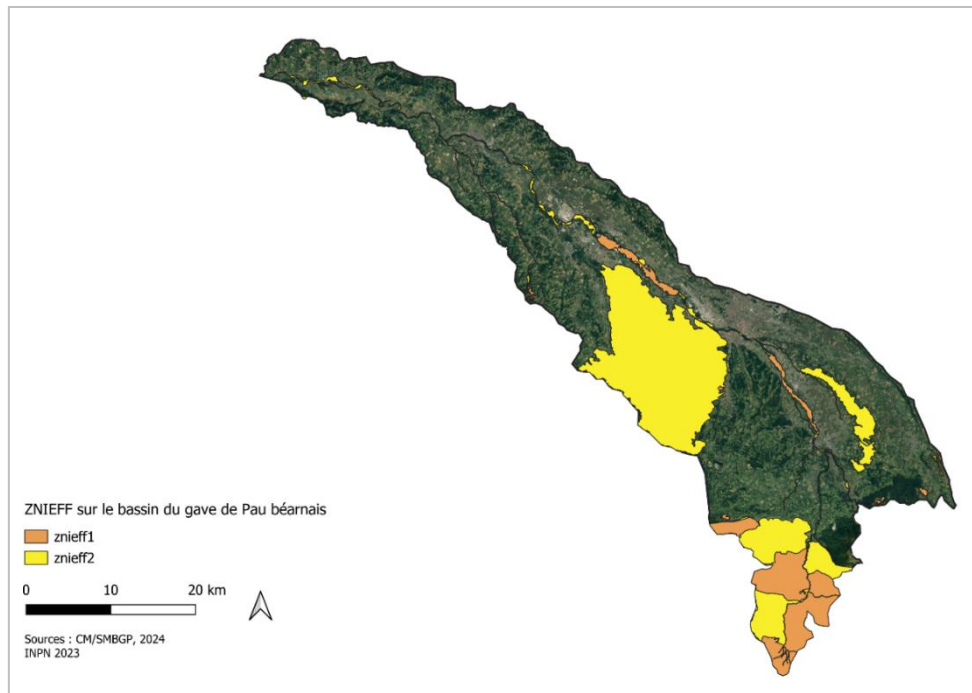 ZNIEFF sur le bassin du gave de Pau béarnais
znieff1
znieff2
0 10 20 km
Sources : CM/SMBGP, 2024
INPN 2023